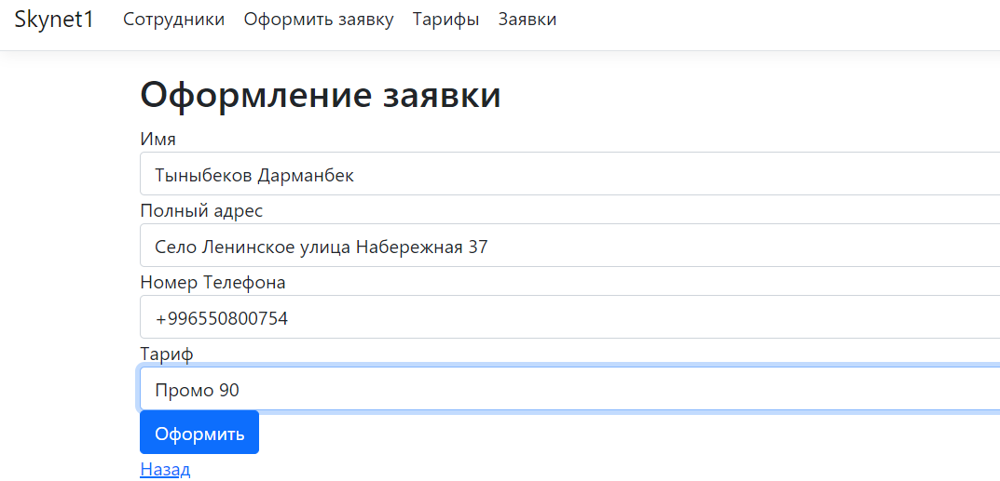 Skynet1 Сотрудники Оформить заявку Тарифы Заявки
Оформление заявки
Имя
Тыныбеков Дарманбек
Полный адрес
Село Ленинское улица Набережная 37
Номер Телефона
+996550800754
Тариф
Промо 90
Оформить
Назад